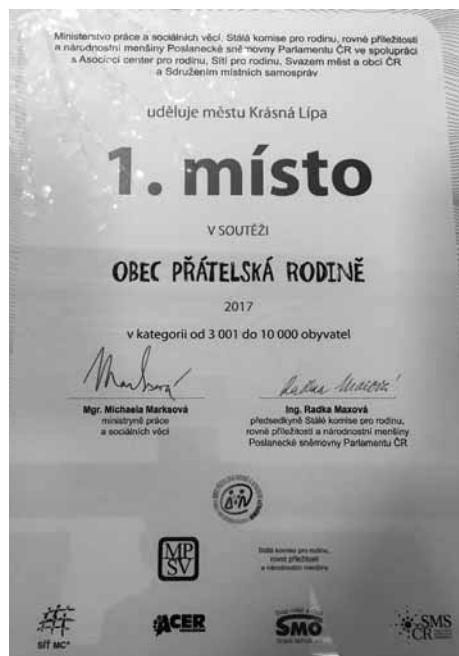 Ministerstvo práce a sociálních věcí, Stálá komise pro rodinu, rovné příležitosti
a národnostní menšiny Poslanecké sněmovny Parlamentu ČR ve spolupráci
s Asociací center pro rodinu, Sítí pro rodinu, Svazem měst a obcí ČR
a Sdružením místních samospráv
uděluje městu Krásná Lípa
1. místo
V SOUTĚŽI
OBEC PŘÁTELSKÁ RODINĚ
2017
v kategorii od 3 001 do 10 000 obyvatel
Mgr. Michaela Marksová
ministryně práce
a sociálních věcí
Ing. Radka Maxová
předsedkyně Stálé komise pro rodinu,
rovné příležitosti a národnostní menšiny
Poslanecké sněmovny Parlamentu ČR
MP
SV
Stálá komise pro rodinu,
rovné příležitosti
a národnostní menšiny
SÍŤ MC
ACER
SMO
SMS
ČR